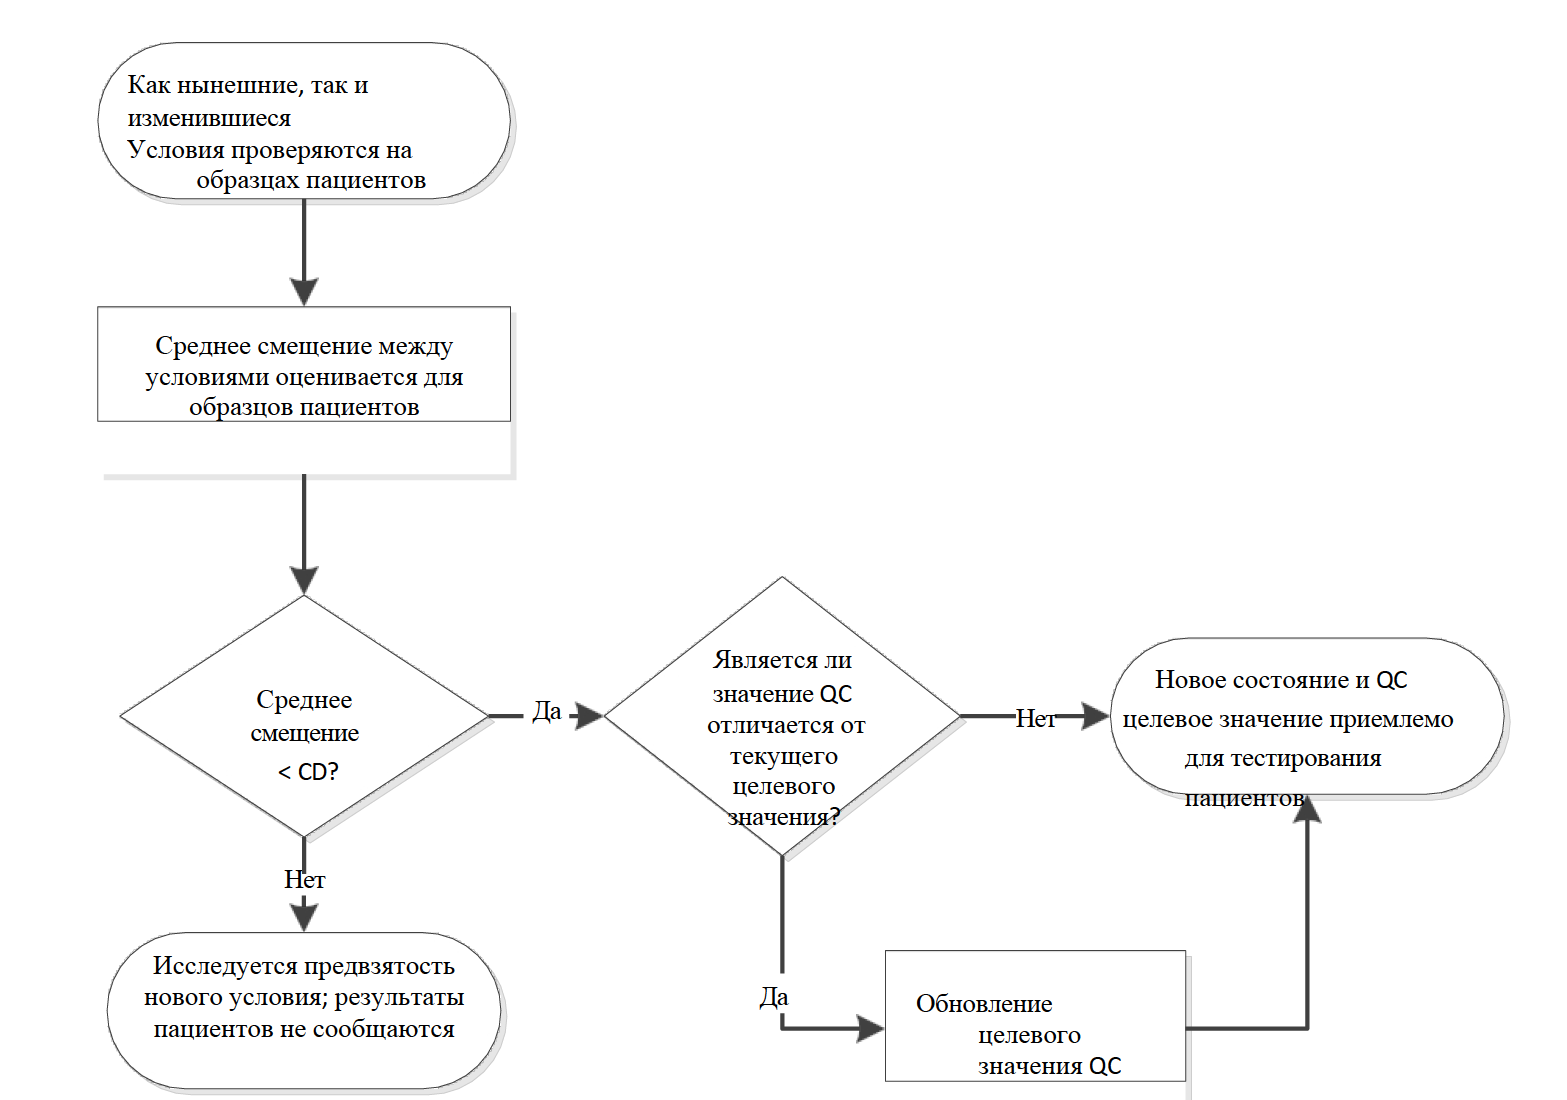 Как нынешние, так и
изменившиеся
Условия проверяются на
образцах пациентов
Среднее смещение между
условиями оценивается для
образцов пациентов
Среднее
смещение
< CD?
Да
Является ли
значение QC
отличается от
текущего
целевого
значения?
Нет
Новое состояние и QC
целевое значение приемлемо
для тестирования
пациентов
Нет
Исследуется предвзятость
нового условия; результаты
пациентов не сообщаются
Да
Обновление
целевого
значения QC